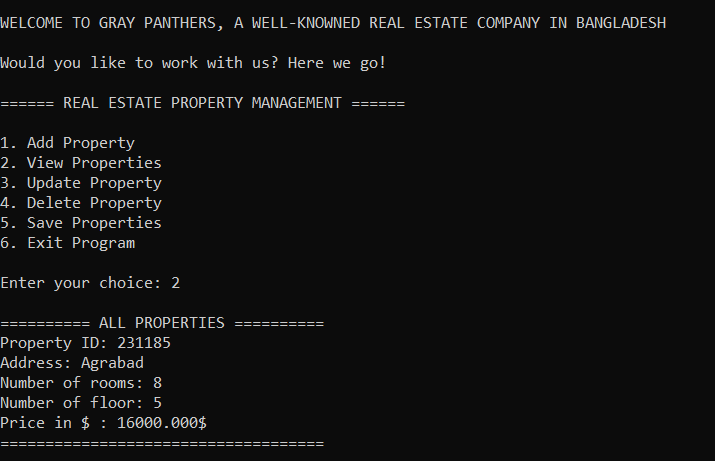 WELCOME TO GRAY PANTHERS, A WELL-KNOWNED REAL ESTATE COMPANY IN BANGLADESH
Would you like to work with us? Here we go!
====== REAL ESTATE PROPERTY MANAGEMENT ======
1. Add Property
2. View Properties
3. Update Property
4. Delete Property
5. Save Properties
6. Exit Program
Enter your choice: 2
========== ALL PROPERTIES ==========
Property ID: 231185
Address: Agrabad
Number of rooms: 8
Number of floor: 5
Price in $ : 16000.000$
====================================